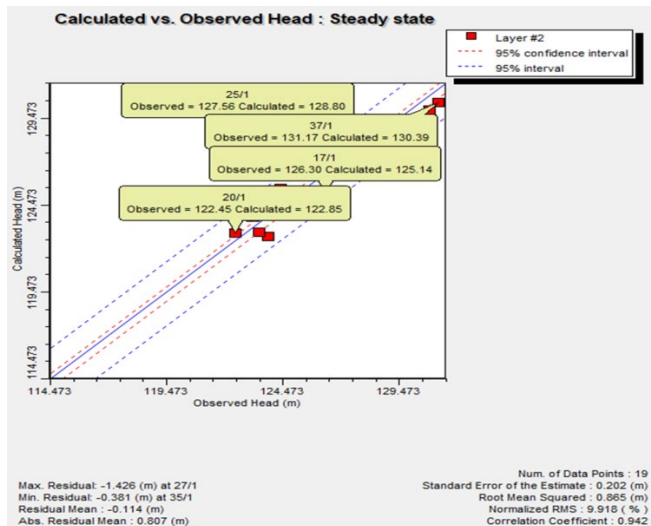 Calculated vs. Observed Head : Steady state
Layer #2
95% confidence interval
95% interval
25/1
Observed = 127.56 Calculated = 128.80
37/1
Observed = 131.17 Calculated = 130.39
17/1
Observed = 126.30 Calculated = 125.14
20/1
Observed = 122.45 Calculated = 122.85
Calculated Head (m)
129.473
124.473
119.473
114.473
114.473 119.473 124.473 129.473
Observed Head (m)
Max. Residual: -1.426 (m) at 27/1
Min. Residual: -0.381 (m) at 35/1
Residual Mean : -0.114 (m)
Abs. Residual Mean : 0.807 (m)
Num. of Data Points : 19
Standard Error of the Estimate : 0.202 (m)
Root Mean Squared : 0.865 (m)
Normalized RMS : 9.918 ( % )
Correlation Coefficient : 0.942